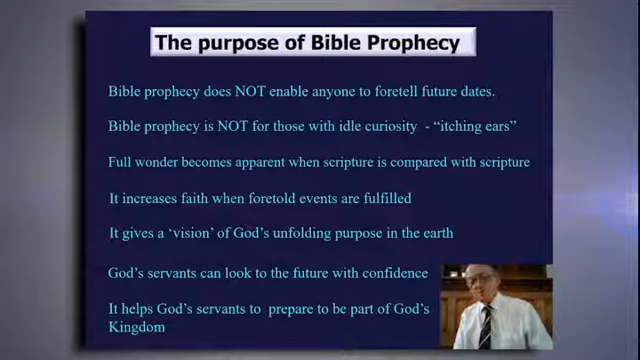 The purpose of Bible Prophecy
Bible prophecy does NOT enable anyone to foretell future dates.
Bible prophecy is NOT for those with idle curiosity - “itching ears”
Full wonder becomes apparent when scripture is compared with scripture
It increases faith when foretold events are fulfilled
It gives a ‘vision’ of God’s unfolding purpose in the earth
God’s servants can look to the future with confidence
It helps God’s servants to prepare to be part of God’s
Kingdom